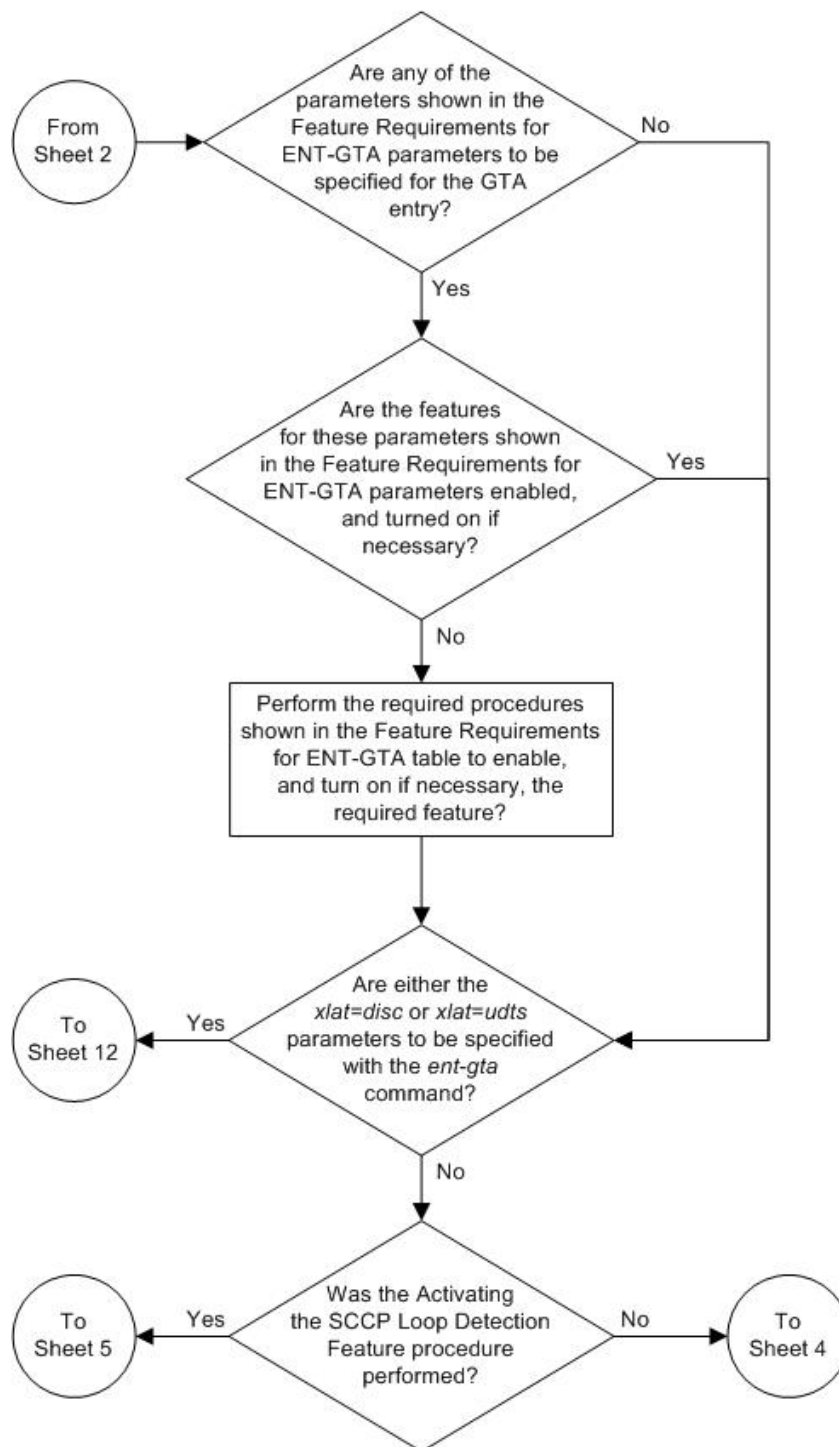 From
Sheet 2
Are any of the
parameters shown in the
Feature Requirements for
ENT-GTA parameters to be
specified for the GTA
entry?
No
Yes
Are the features
for these parameters shown
in the Feature Requirements for
ENT-GTA parameters enabled,
and turned on if
necessary?
Yes
No
Perform the required procedures
shown in the Feature Requirements
for ENT-GTA table to enable,
and turn on if necessary, the
required feature?
Are either the
xlat=disc or xlat=udts
parameters to be specified
with the ent-gta
command?
Yes
To
Sheet 12
No
Was the Activating
the SCCP Loop Detection
Feature procedure
performed?
Yes
To
Sheet 5
No
To
Sheet 4